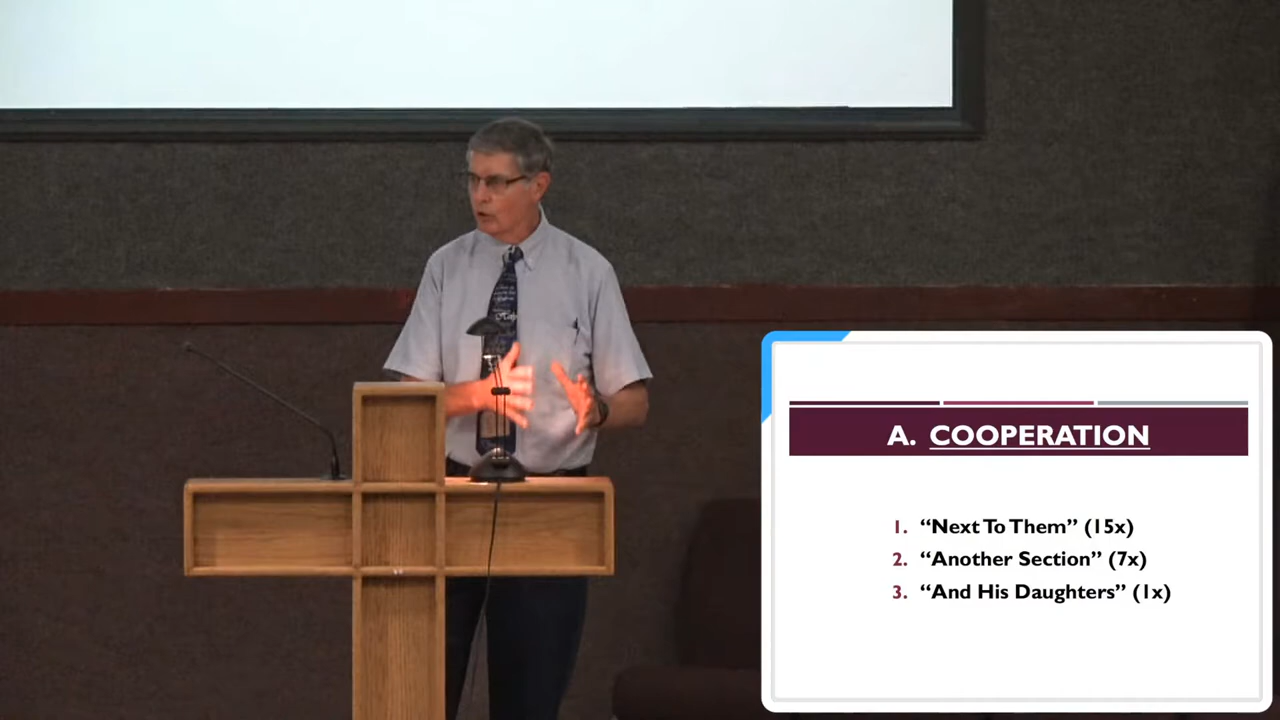 A. COOPERATION
1. “Next To Them” (15x)
2. “Another Section” (7x)
3. “And His Daughters” (1x)